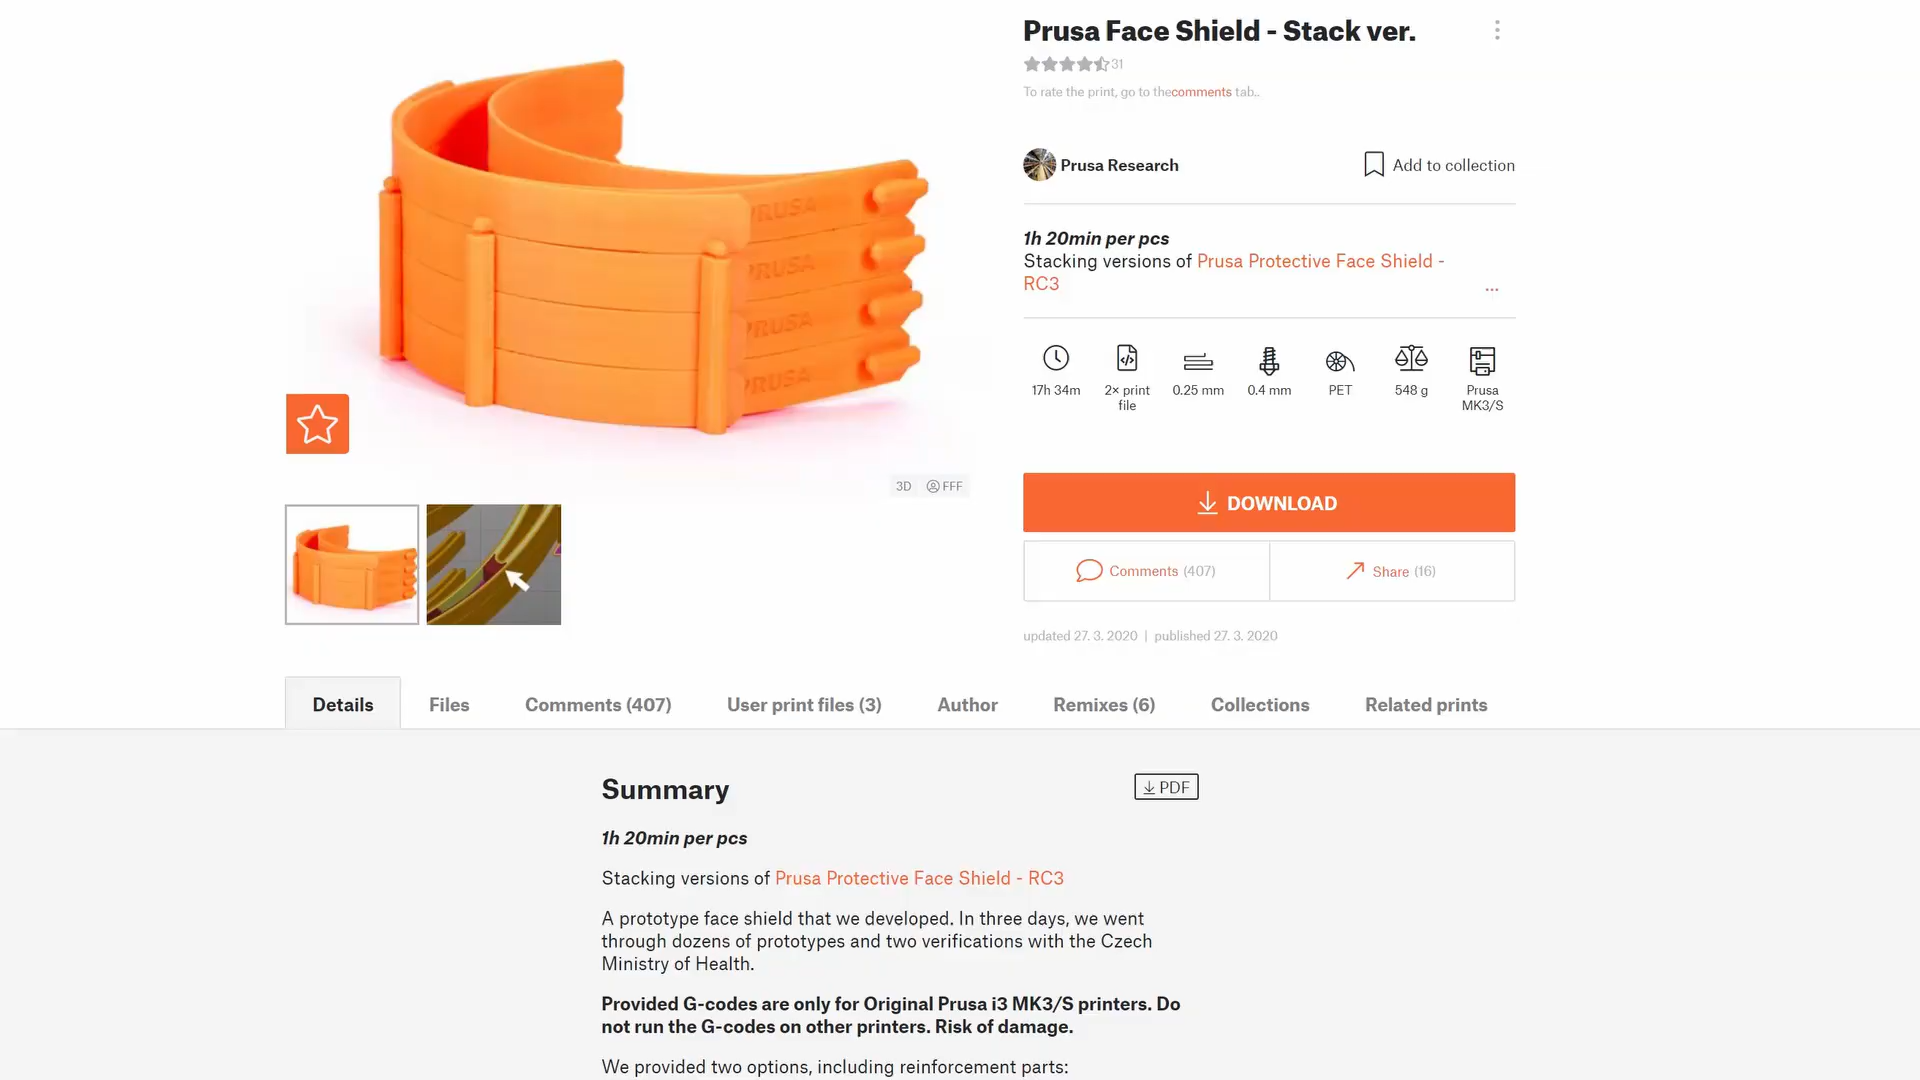 Prusa Face Shield - Stack ver.
31
To rate the print, go to thecomments tab..
Prusa Research
Add to collection
1h 20min per pcs
Stacking versions of Prusa Protective Face Shield -
RC3
...
17h 34m
2× print
file
0.25 mm
0.4 mm
PET
548 g
Prusa
MK3/S
PRUSA
PRUSA
PRUSA
PRUSA
3D
FFF
DOWNLOAD
Comments (407)
Share (16)
updated 27. 3. 2020 | published 27. 3. 2020
Details
Files
Comments (407)
User print files (3)
Author
Remixes (6)
Collections
Related prints
Summary
PDF
1h 20min per pcs
Stacking versions of Prusa Protective Face Shield - RC3
A prototype face shield that we developed. In three days, we went
through dozens of prototypes and two verifications with the Czech
Ministry of Health.
Provided G-codes are only for Original Prusa i3 MK3/S printers. Do
not run the G-codes on other printers. Risk of damage.
We provided two options, including reinforcement parts: